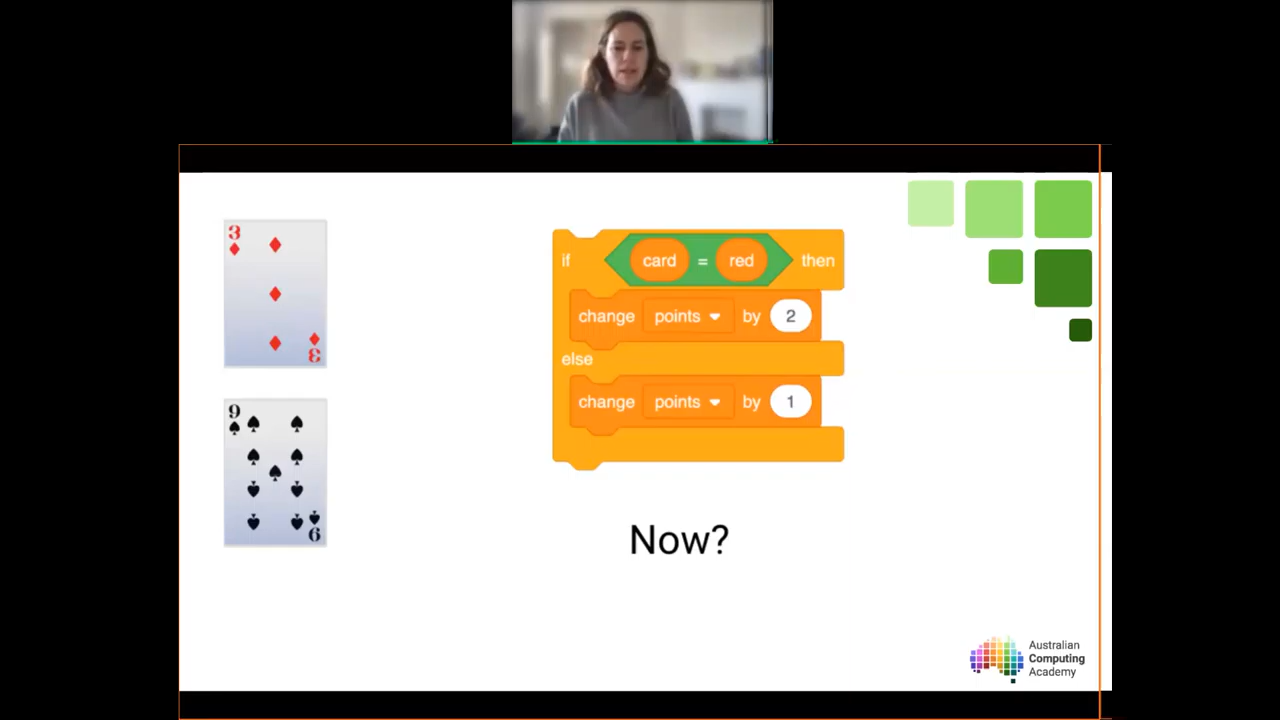 3
3
9
9
if card = red then
change points by 2
else
change points by 1
Now?
Australian
Computing
Academy